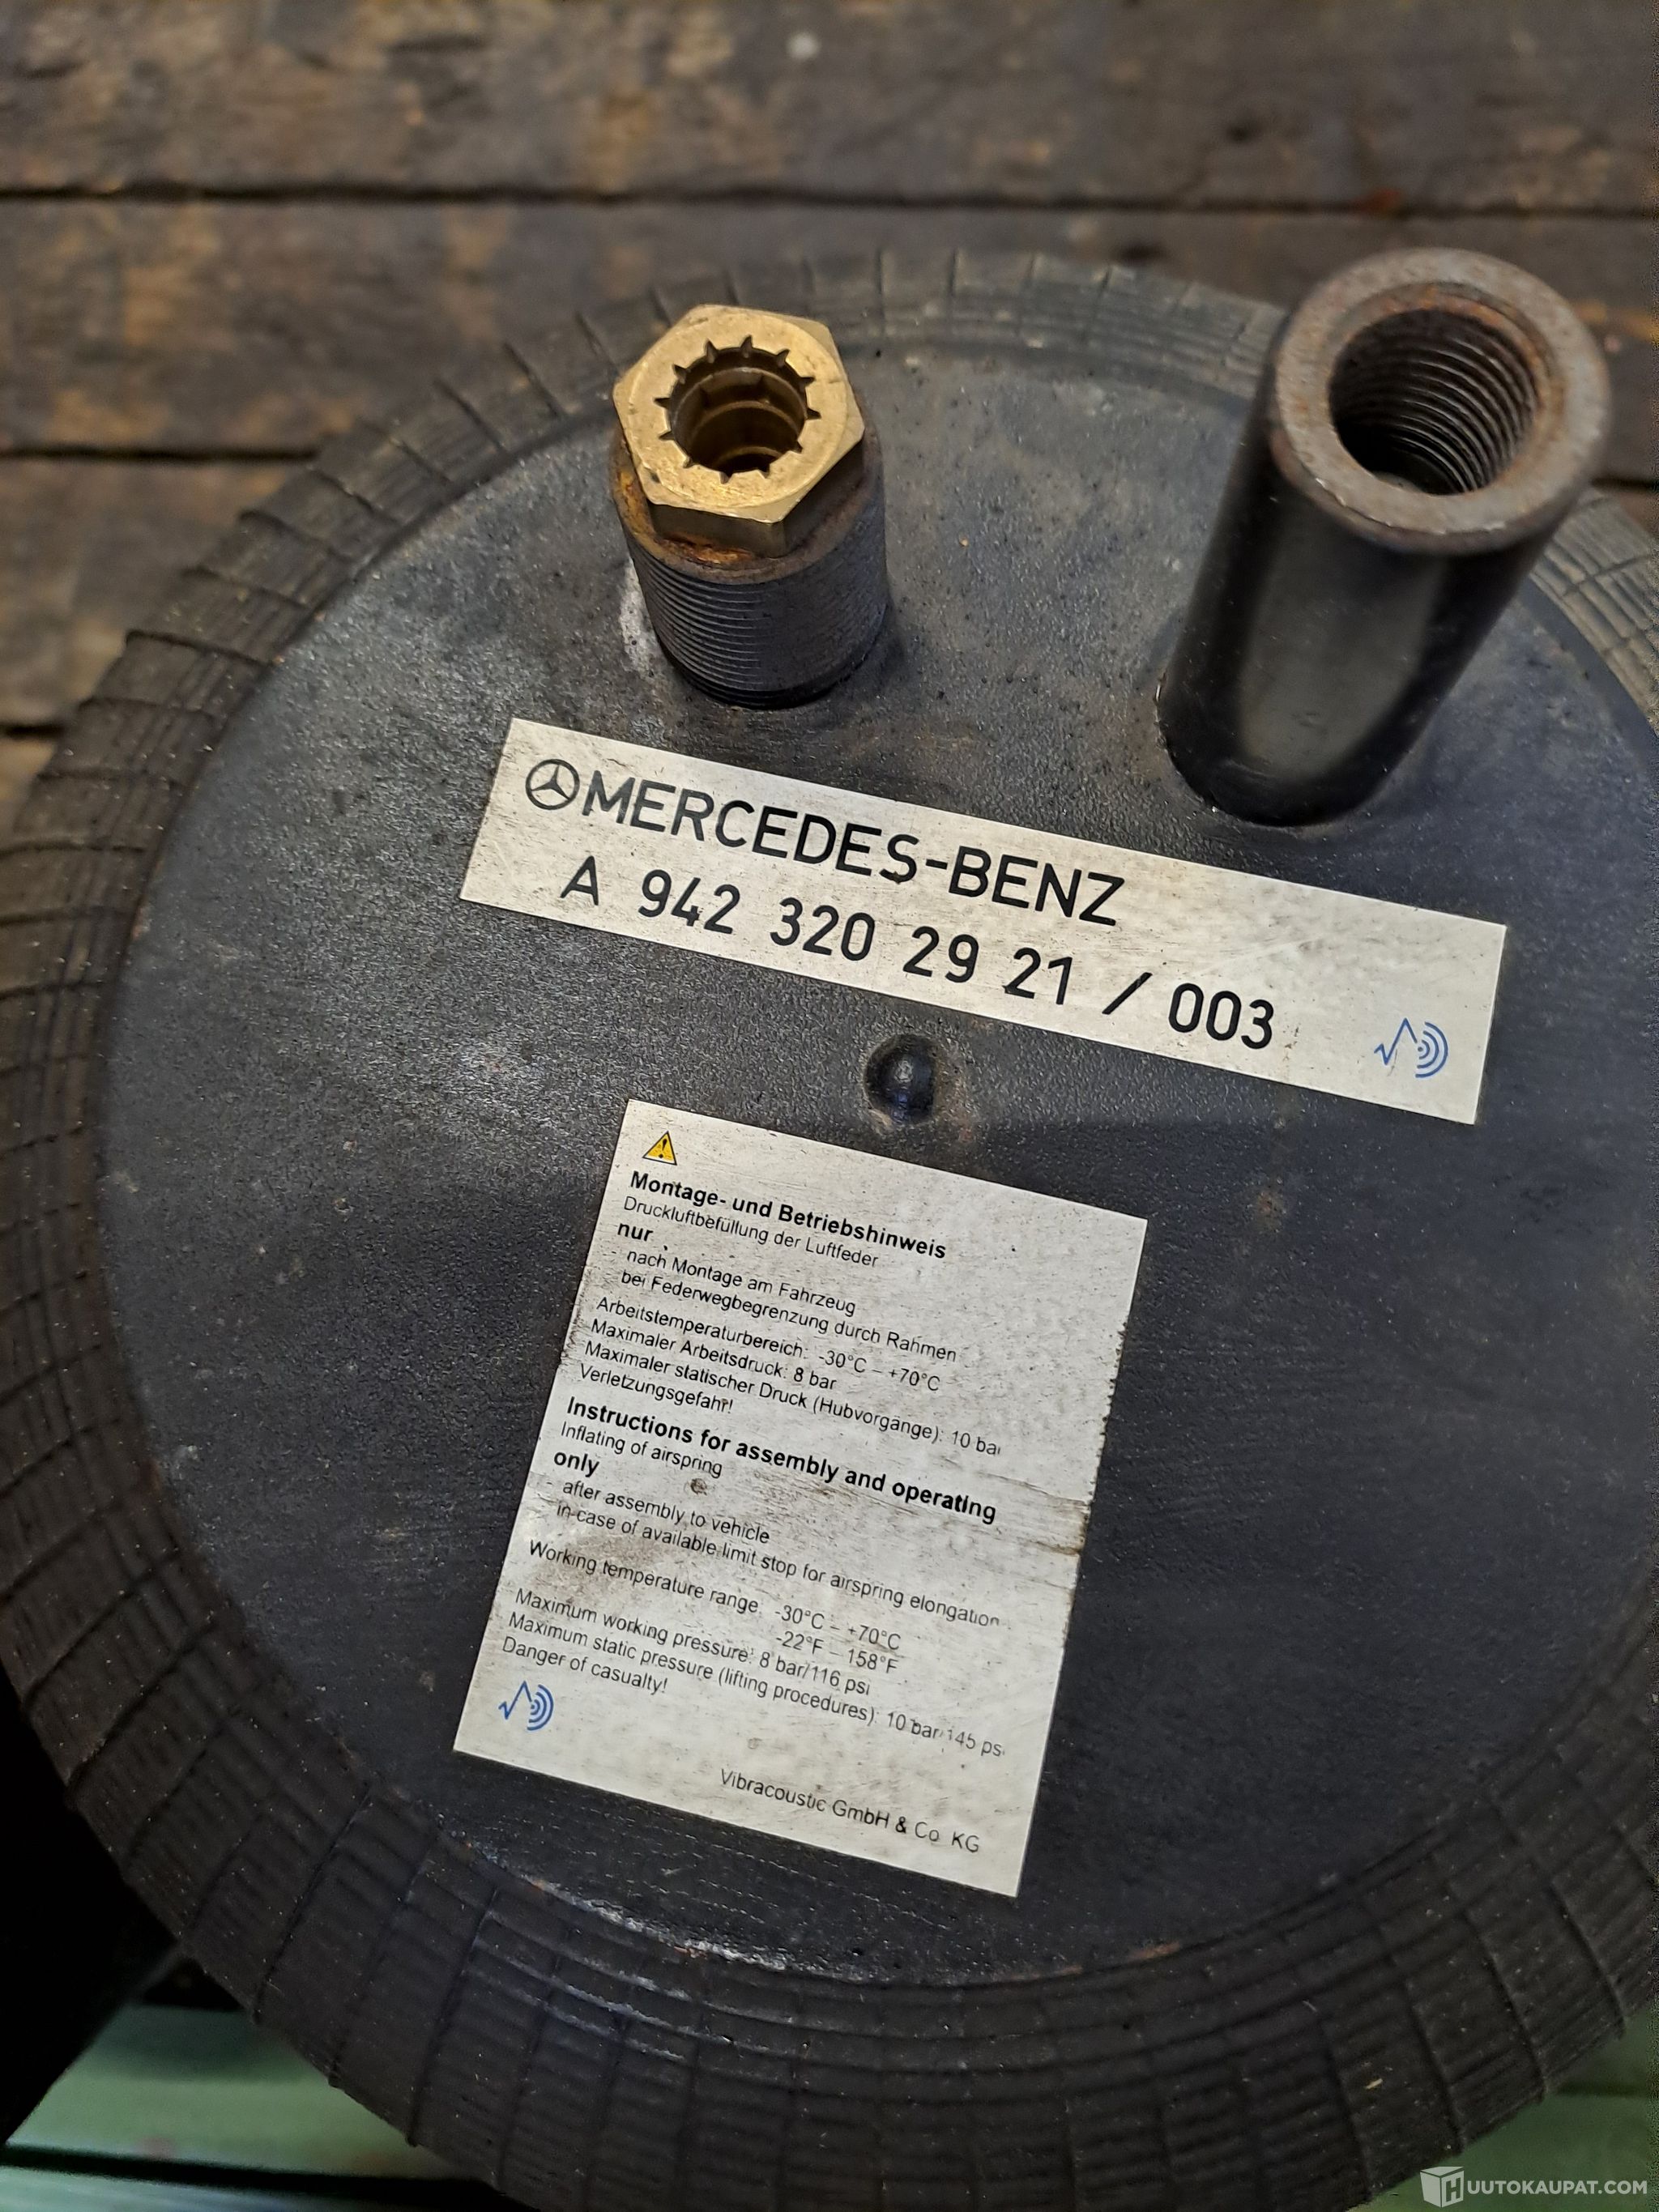 MERCEDES-BENZ
A 942 320 29 21 / 003
Montage- und Betriebshinweis
Druckluftbefüllung der Luftfeder
nur
- nach Montage am Fahrzeug
bei Federwegbegrenzung durch Rahmen
Arbeitstemperaturbereich: -30°C – +70°C
Maximaler Arbeitsdruck: 8 bar
Maximaler statischer Druck (Hubvorgänge): 10 bar
Verletzungsgefahr!
Instructions for assembly and operating
Inflating of airspring
only
- after assembly to vehicle
in case of available limit stop for airspring elongation
Working temperature range: -30°C – +70°C
-22°F – 158°F
Maximum working pressure: 8 bar/116 psi
Maximum static pressure (lifting procedures): 10 bar/145 psi
Danger of casualty!
Vibracoustic GmbH & Co. KG
HUUTOKAUPAT.COM